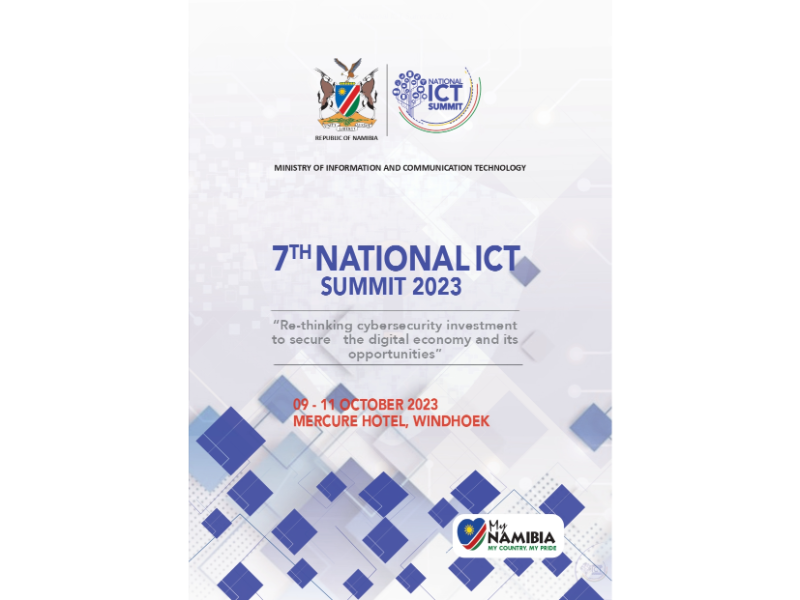 NATIONAL
ICT
SUMMIT
REPUBLIC OF NAMIBIA
MINISTRY OF INFORMATION AND COMMUNICATION TECHNOLOGY
7TH NATIONAL ICT
SUMMIT 2023
“Re-thinking cybersecurity investment
to secure the digital economy and its
opportunities”
09 - 11 OCTOBER 2023
MERCURE HOTEL, WINDHOEK
My
NAMIBIA
MY COUNTRY. MY PRIDE